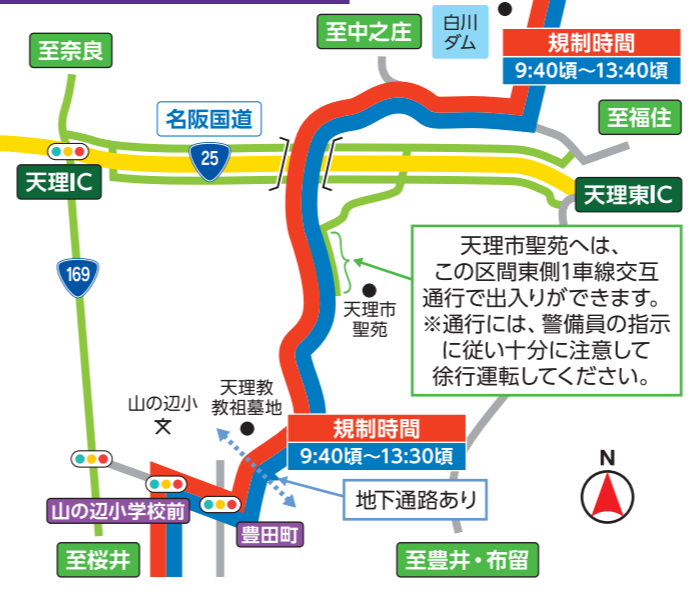 至中之庄
白川
ダム
至奈良
規制時間
9:40頃～13:40頃
名阪国道
至福住
25
天理IC
天理東IC
169
天理市聖苑へは、
この区間東側1車線交互
通行で出入りができます。
※通行には、警備員の指示
に従い十分に注意して
徐行運転してください。
天理市
聖苑
山の辺小
文
天理教
教祖墓地
規制時間
9:40頃～13:30頃
N
地下通路あり
山の辺小学校前
豊田町
至桜井
至豊井・布留